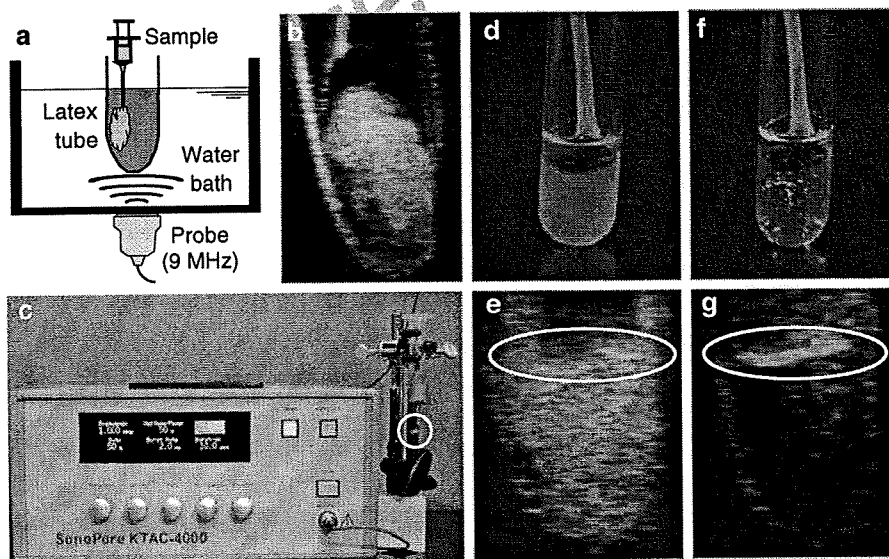 a
Sample
Latex
tube
Water
bath
Probe
(9 MHz)
b
d
f
c
SonoPore KTAC-4000
e
g